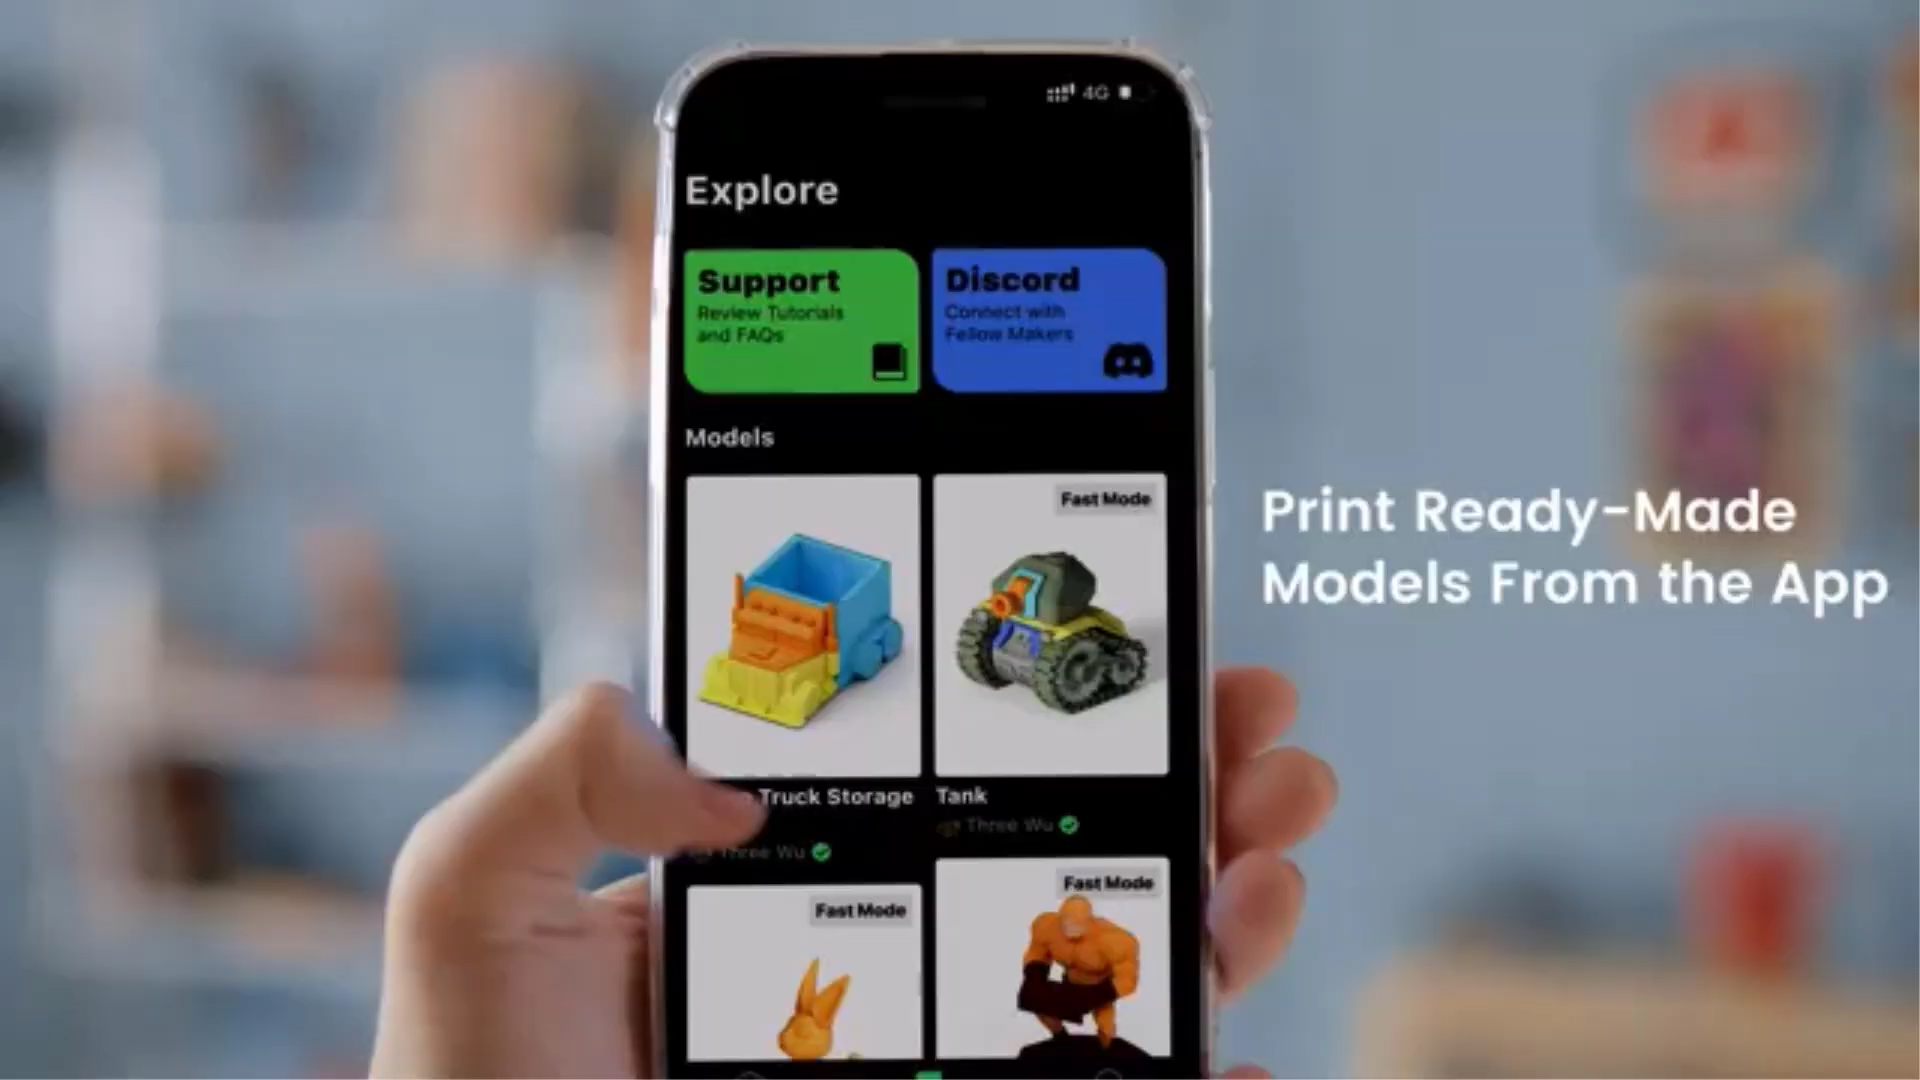 4G
Explore
Support
Review Tutorials
and FAQs
Discord
Connect with
Fellow Makers
Models
Fast Mode
Print Ready-Made
Models From the App
Truck Storage
Three Wu
Tank
Three Wu
Fast Mode
Fast Mode